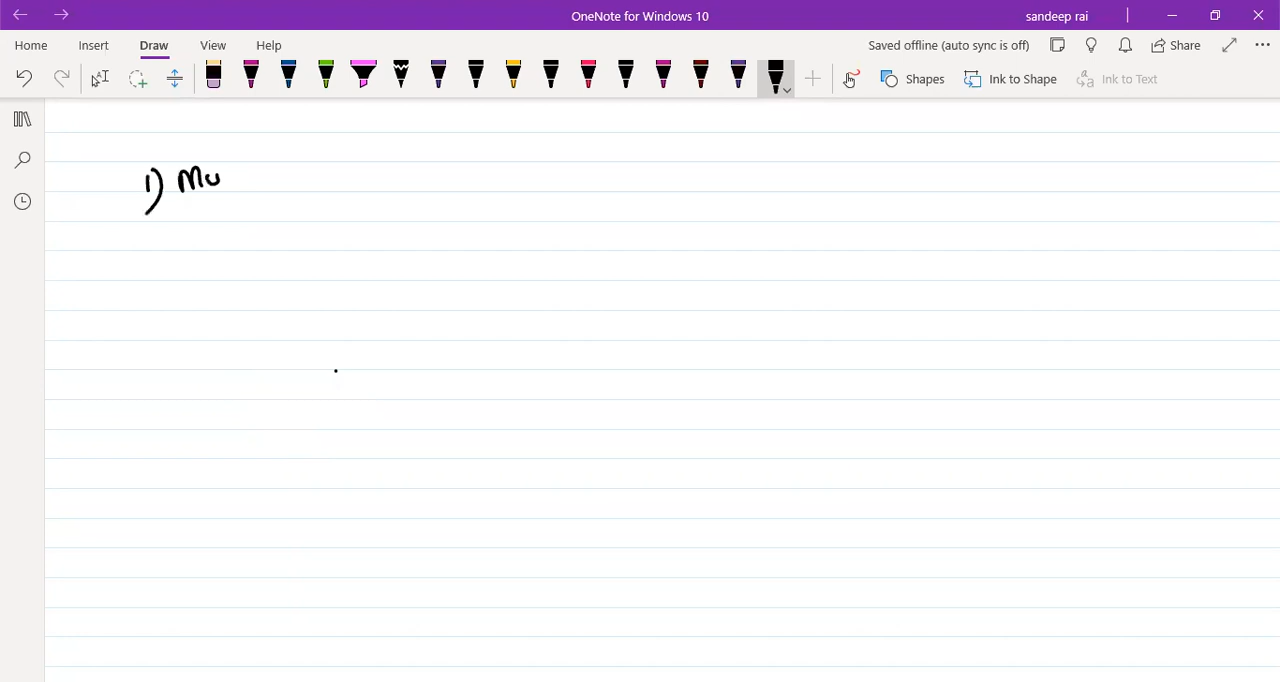 OneNote for Windows 10
sandeep rai
Home Insert Draw View Help
Saved offline (auto sync is off)
Share
Shapes
Ink to Shape
Ink to Text
1) Mu